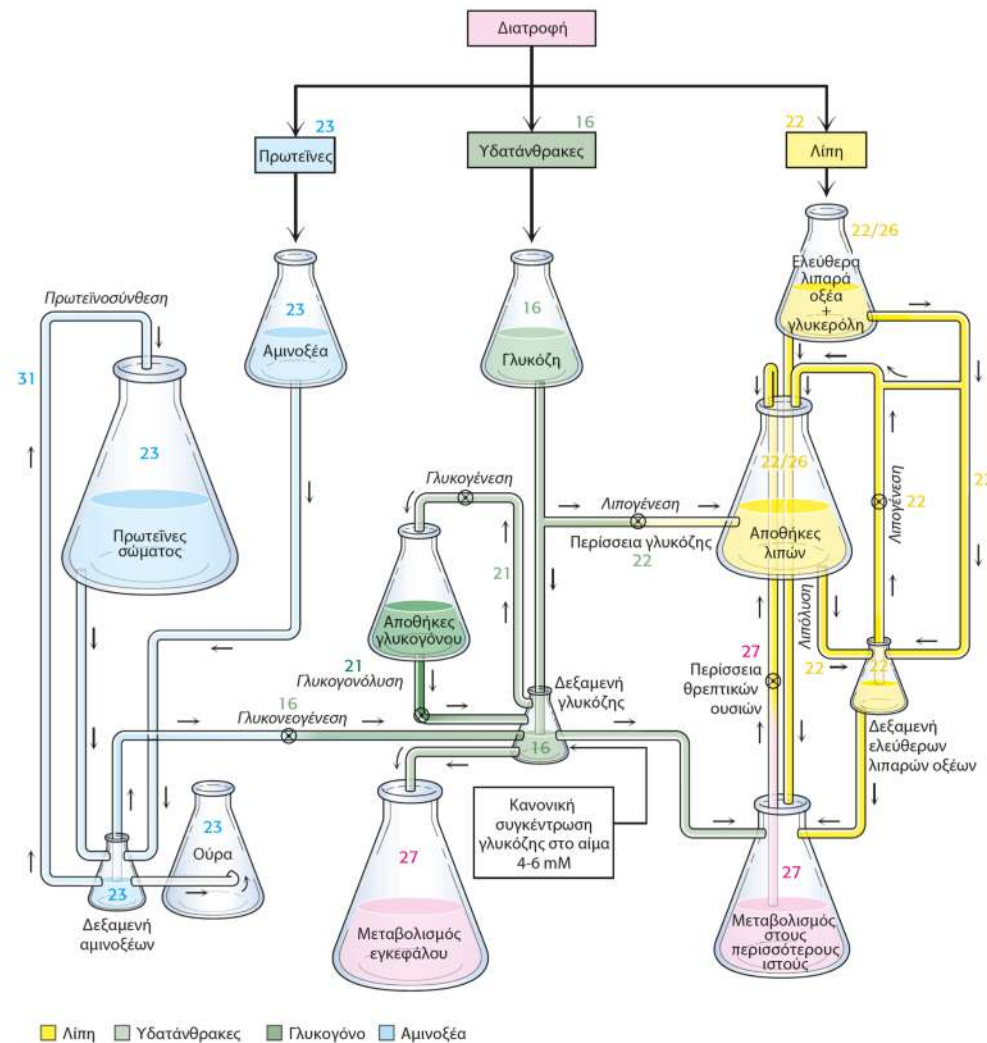 Διατροφή
23
Πρωτεΐνες
16
Υδατάνθρακες
22
Λίπη
22/26
Ελεύθερα
λιπαρά
οξέα
+
γλυκερόλη
23
Αμινοξέα
16
Γλυκόζη
Πρωτεϊνοσύνθεση
31
23
Πρωτεΐνες
σώματος
22/26
Αποθήκες
λιπών
Λιπογένεση
22
22
Γλυκογένεση
21
Λιπογένεση
Περίσσεια γλυκόζης
22
Αποθήκες
γλυκογόνου
21
Γλυκογονόλυση
Λιπόλυση
22
22
27
Περίσσεια
θρεπτικών
ουσιών
Δεξαμενή
γλυκόζης
16
16
Γλυκονεογένεση
Δεξαμενή
ελεύθερων
λιπαρών οξέων
Κανονική
συγκέντρωση
γλυκόζης στο αίμα
4-6 mM
23
Ούρα
23
Δεξαμενή
αμινοξέων
27
Μεταβολισμός
εγκεφάλου
27
Μεταβολισμός
στους
περισσότερους
ιστούς
Λίπη
Υδατάνθρακες
Γλυκογόνο
Αμινοξέα